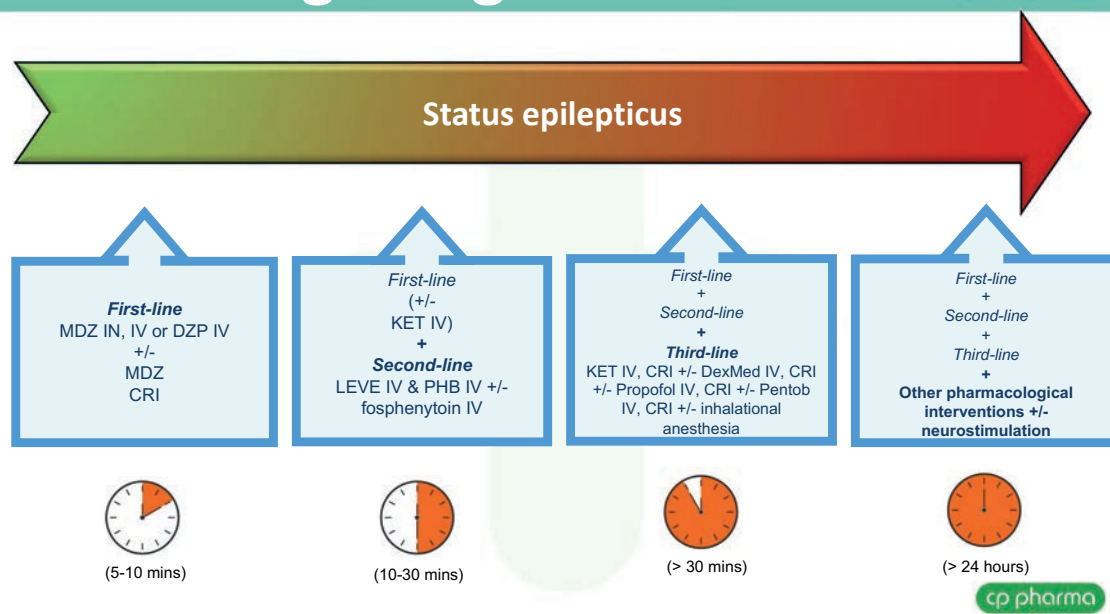 Status epilepticus
First-line
MDZ IN, IV or DZP IV
+/-
MDZ
CRI
(5-10 mins)
First-line
(+/-
KET IV)
+
Second-line
LEVE IV & PHB IV +/-
fosphenytoin IV
(10-30 mins)
First-line
+
Second-line
+
Third-line
KET IV, CRI +/- DexMed IV, CRI
+/- Propofol IV, CRI +/- Pentob
IV, CRI +/- inhalational
anesthesia
(> 30 mins)
First-line
+
Second-line
+
Third-line
+
Other pharmacological
interventions +/-
neurostimulation
(> 24 hours)
cp pharma